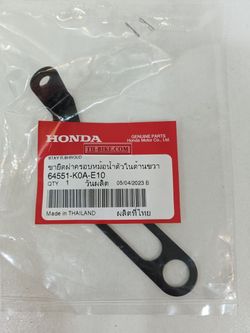 HONDA
GENUINE PARTS
Honda Motor Co., Ltd.
TH-BIKE.COM
STAY R,SHROUD
ขายึดฝาครอบหม้อน้ำตัวในด้านขวา
64551-K0A-E10
QTY 1 วันผลิต 05/04/2023 B
Made in THAILAND ผลิตที่ไทย